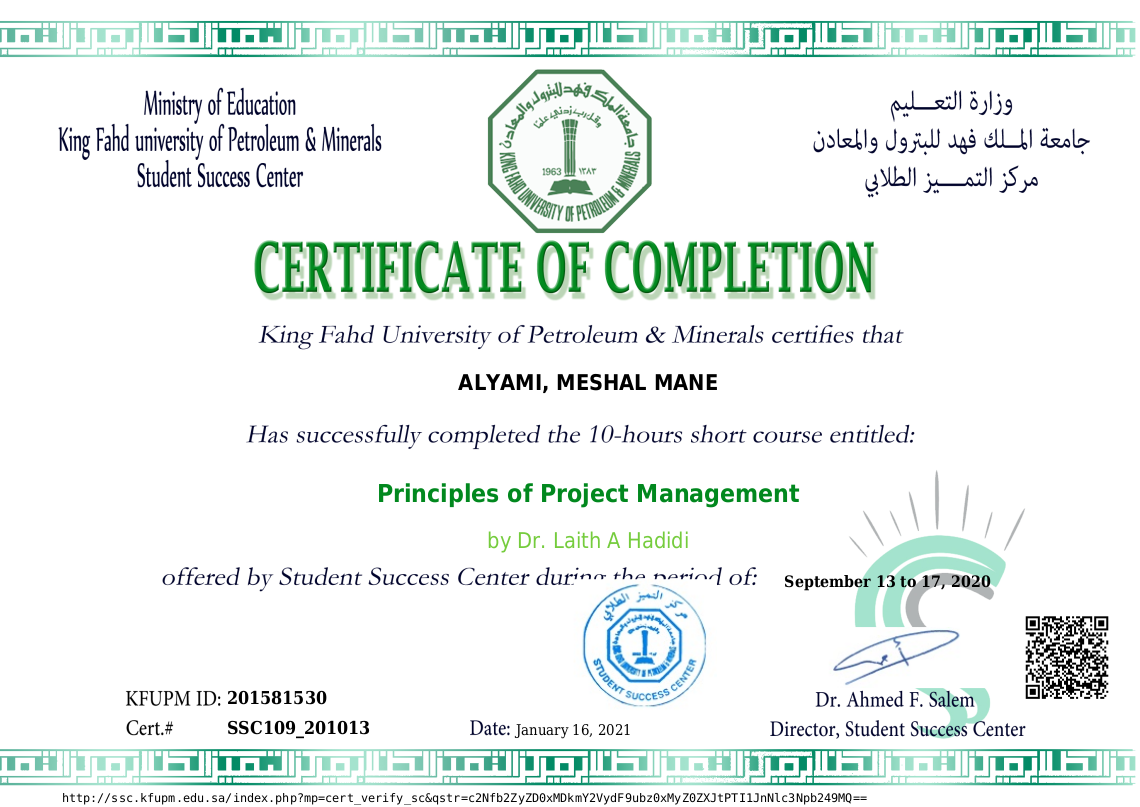 Ministry of Education
King Fahd university of Petroleum & Minerals
Student Success Center
وزارة التعـــليم
جامعة المــلك فهد للبترول والمعادن
مركز التمـــيز الطلابي
جامعة الملك فهد للبترول والمعادن
وقل رب زدني علما
1963 ١٣٨٣
KING FAHD UNIVERSITY OF PETROLEUM & MINERALS
CERTIFICATE OF COMPLETION
King Fahd University of Petroleum & Minerals certifies that
ALYAMI, MESHAL MANE
Has successfully completed the 10-hours short course entitled:
Principles of Project Management
by Dr. Laith A Hadidi
offered by Student Success Center during the period of: September 13 to 17, 2020
مركز التميز الطلابي
STUDENT SUCCESS CENTER
KFUPM ID: 201581530
Dr. Ahmed F. Salem
Cert.# SSC109_201013
Date: January 16, 2021
Director, Student Success Center
http://ssc.kfupm.edu.sa/index.php?mp=cert_verify_sc&qstr=c2Nfb2ZyZD0xMDkmY2VydF9ubz0xMyZ0ZXJtPTI1JnNlc3Npb249MQ==